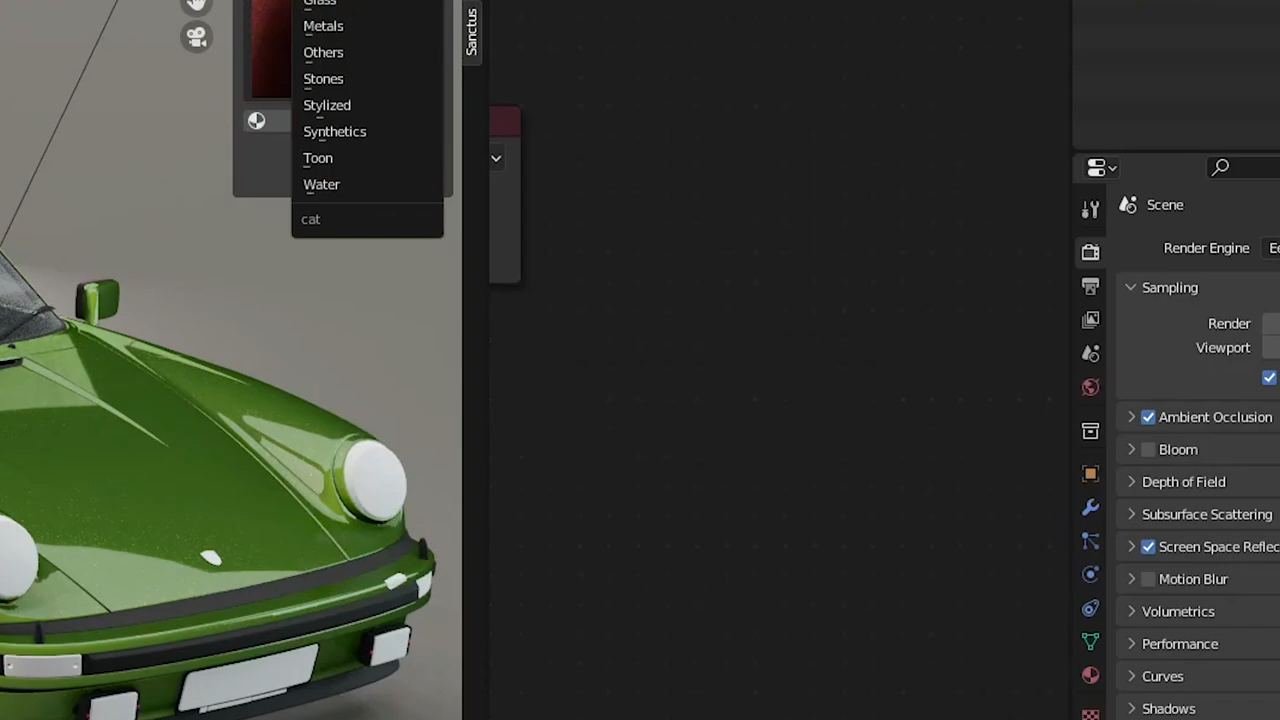 Glass
Metals
Others
Stones
Stylized
Synthetics
Toon
Water
cat
Sanctus
Scene
Render Engine
Sampling
Render
Viewport
Ambient Occlusion
Bloom
Depth of Field
Subsurface Scattering
Screen Space Reflec
Motion Blur
Volumetrics
Performance
Curves
Shadows